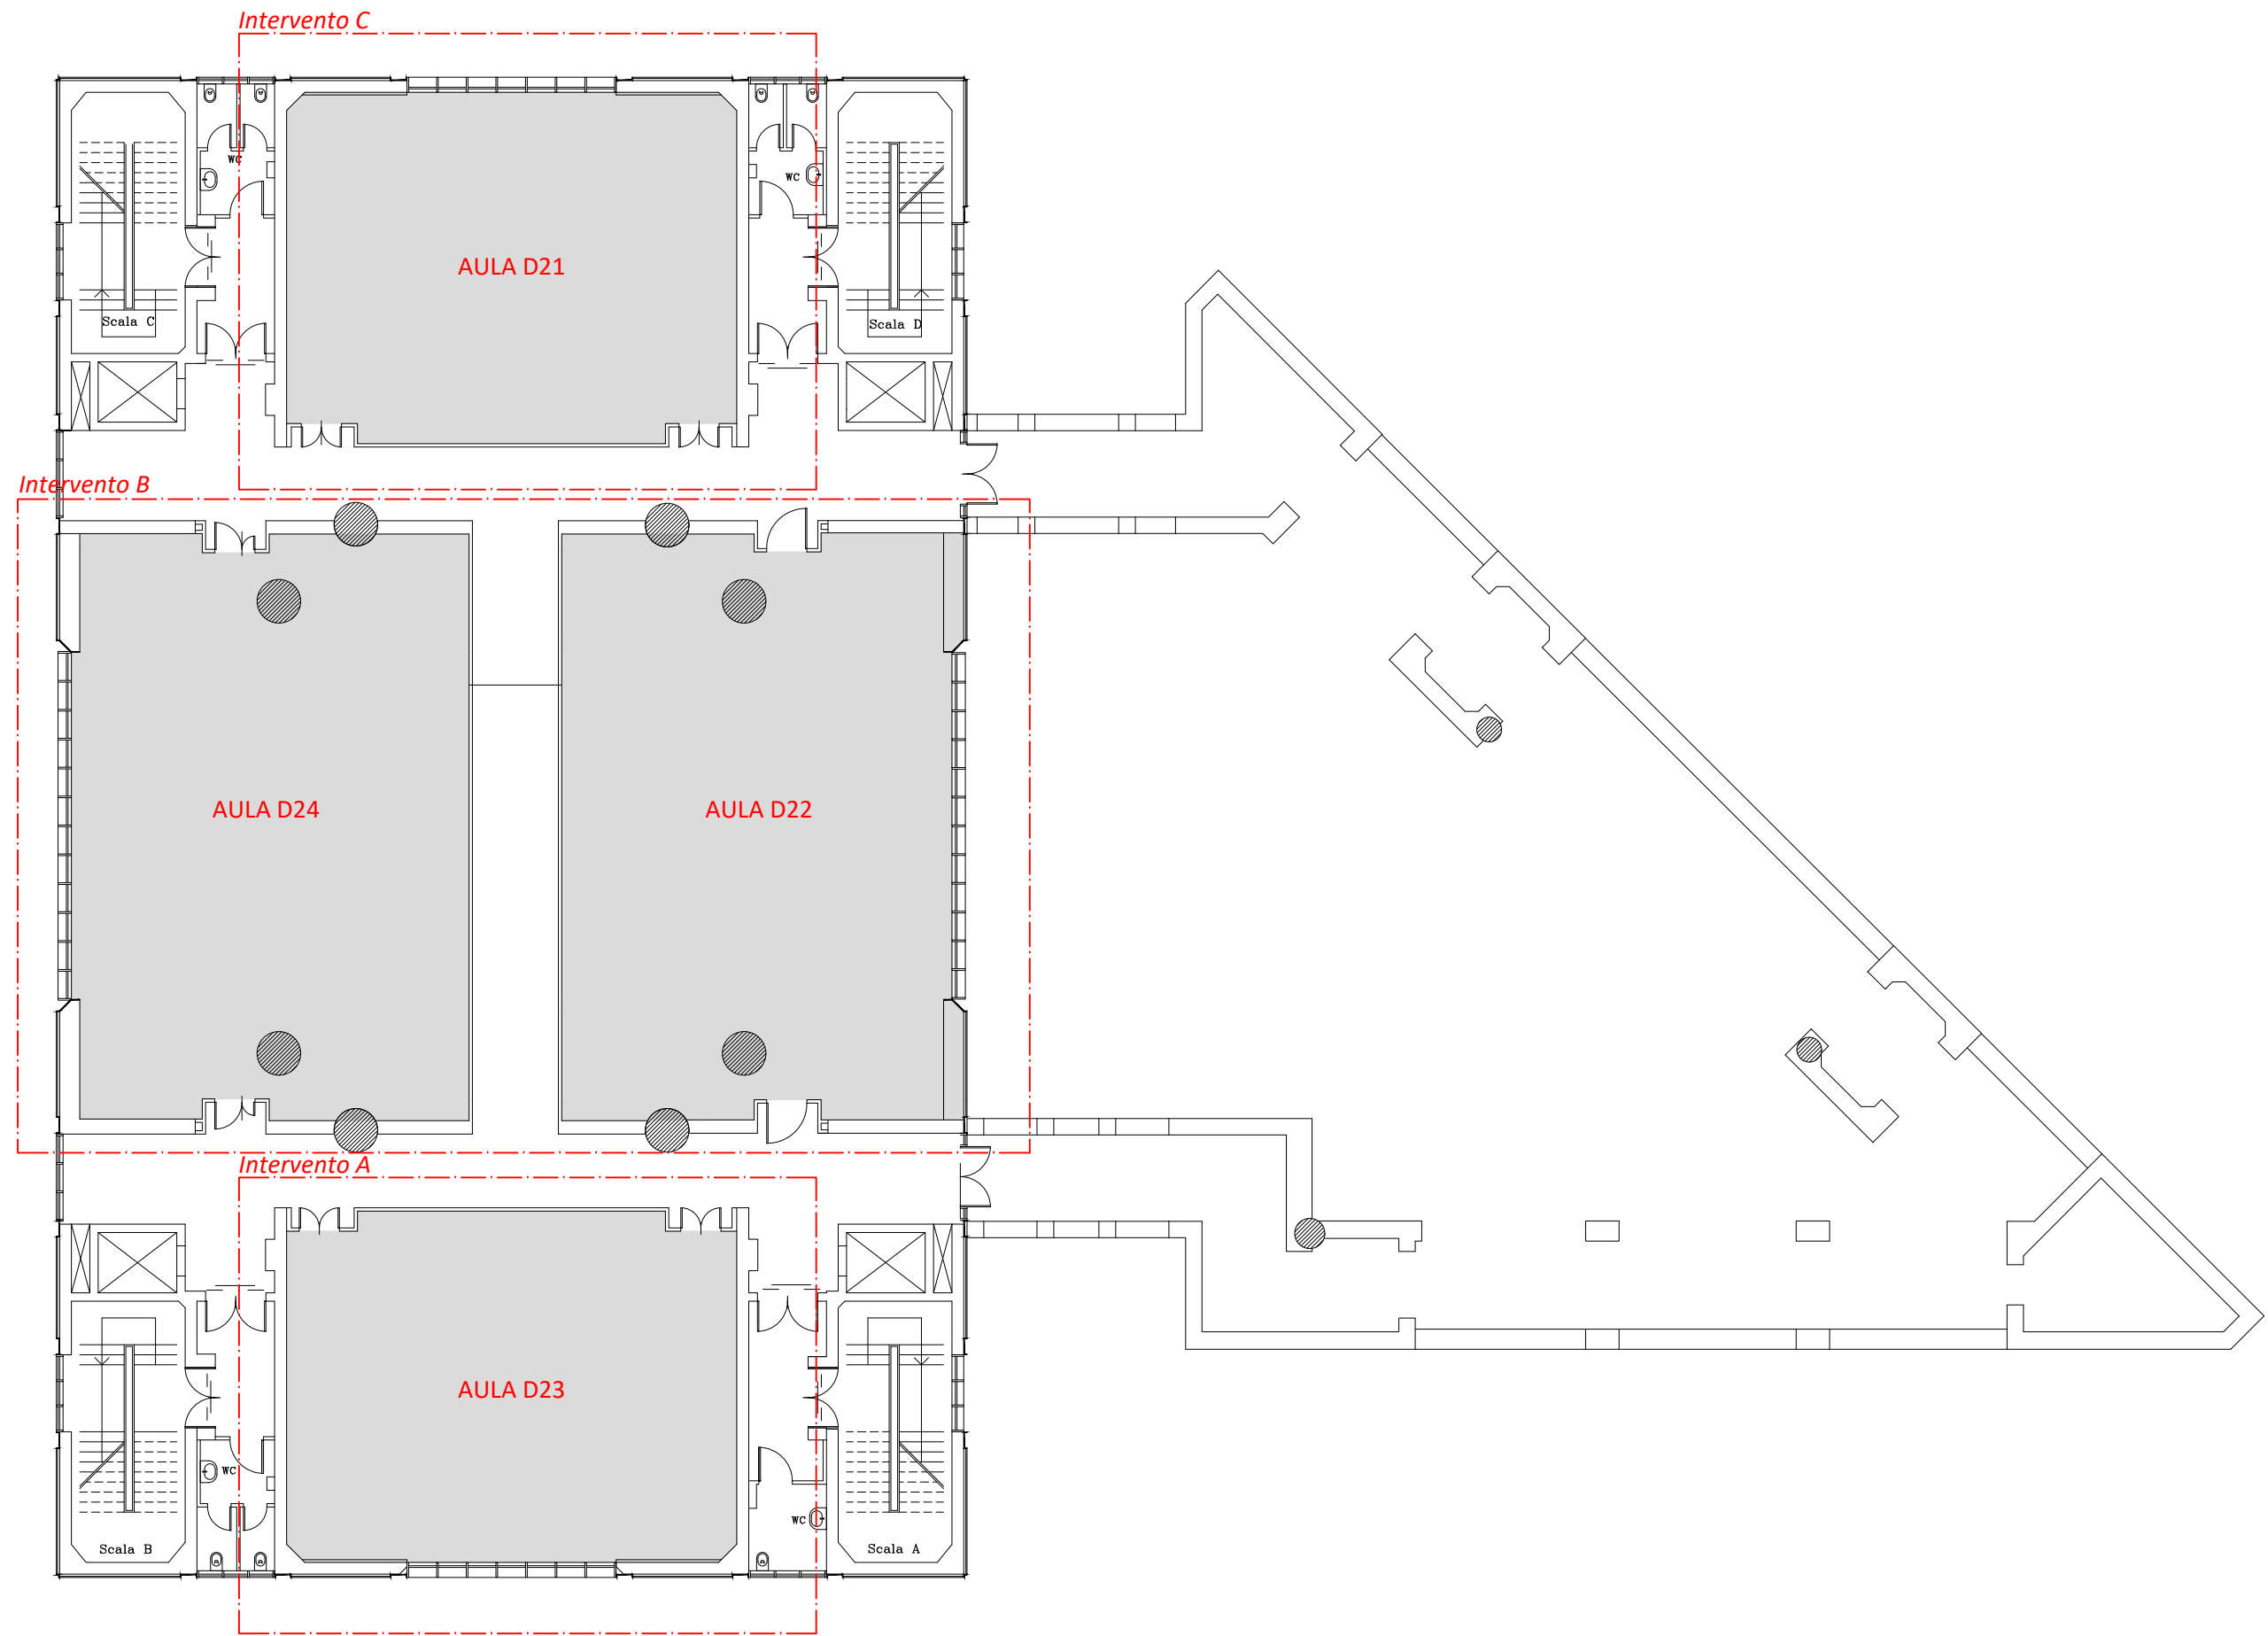 Intervento C
WC
WC
AULA D21
Scala C
Scala D
Intervento B
AULA D24
AULA D22
Intervento A
AULA D23
WC
WC
Scala B
Scala A